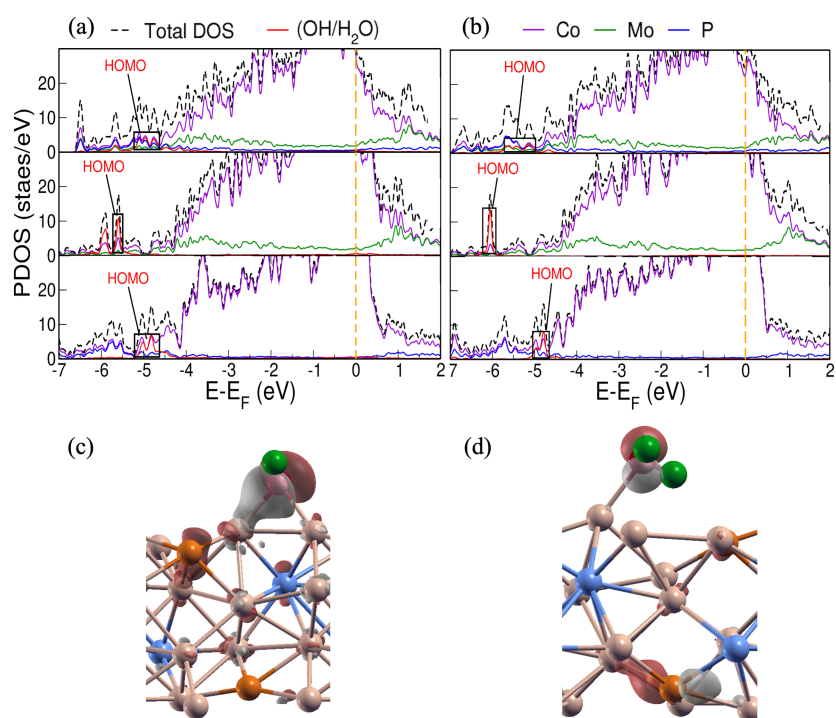 (a) -- Total DOS — (OH/H2O) (b) — Co — Mo — P
PDOS (staes/eV)
30
20
10
0
HOMO
20
10
0
HOMO
20
10
0
HOMO
-7 -6 -5 -4 -3 -2 -1 0 1 2
E-EF (eV)
HOMO
HOMO
HOMO
-7 -6 -5 -4 -3 -2 -1 0 1 2
E-EF (eV)
(c) (d)